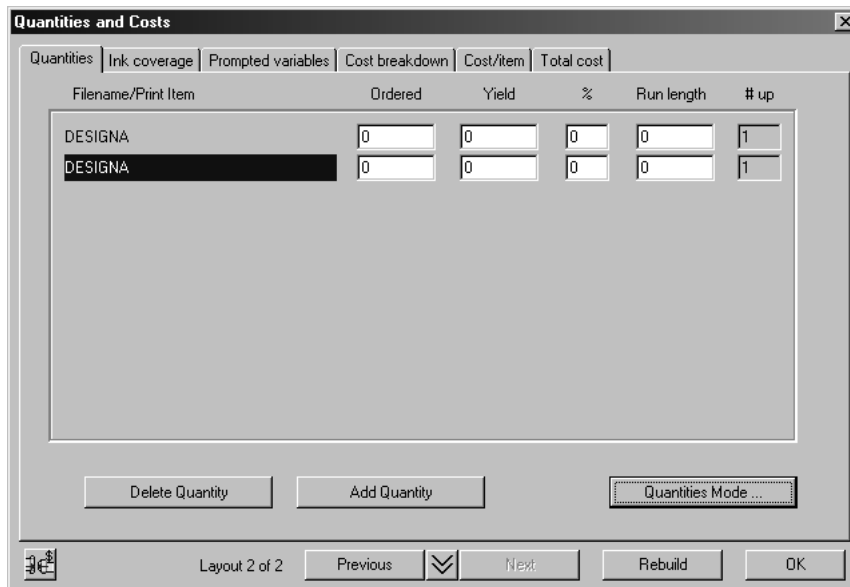 Quantities and Costs
Quantities Ink coverage Prompted variables Cost breakdown Cost/item Total cost
Filename/Print Item Ordered Yield % Run length # up
DESIGNA 0 0 0 0 1
DESIGNA 0 0 0 0 1
Delete Quantity Add Quantity Quantities Mode ...
Layout 2 of 2 Previous Next Rebuild OK